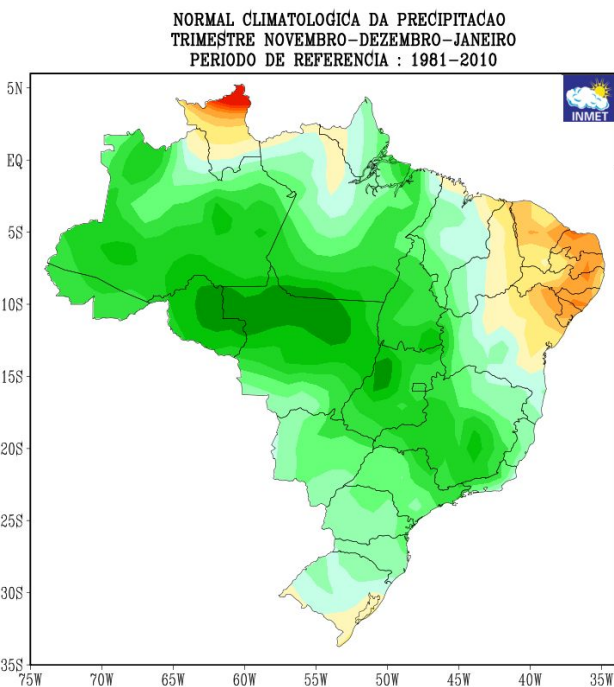 NORMAL CLIMATOLOGICA DA PRECIPITACAO
TRIMESTRE NOVEMBRO-DEZEMBRO-JANEIRO
PERIODO DE REFERENCIA : 1981-2010
INMET
5N
EQ
5S
10S
15S
20S
25S
30S
35S
75W 70W 65W 60W 55W 50W 45W 40W 35W